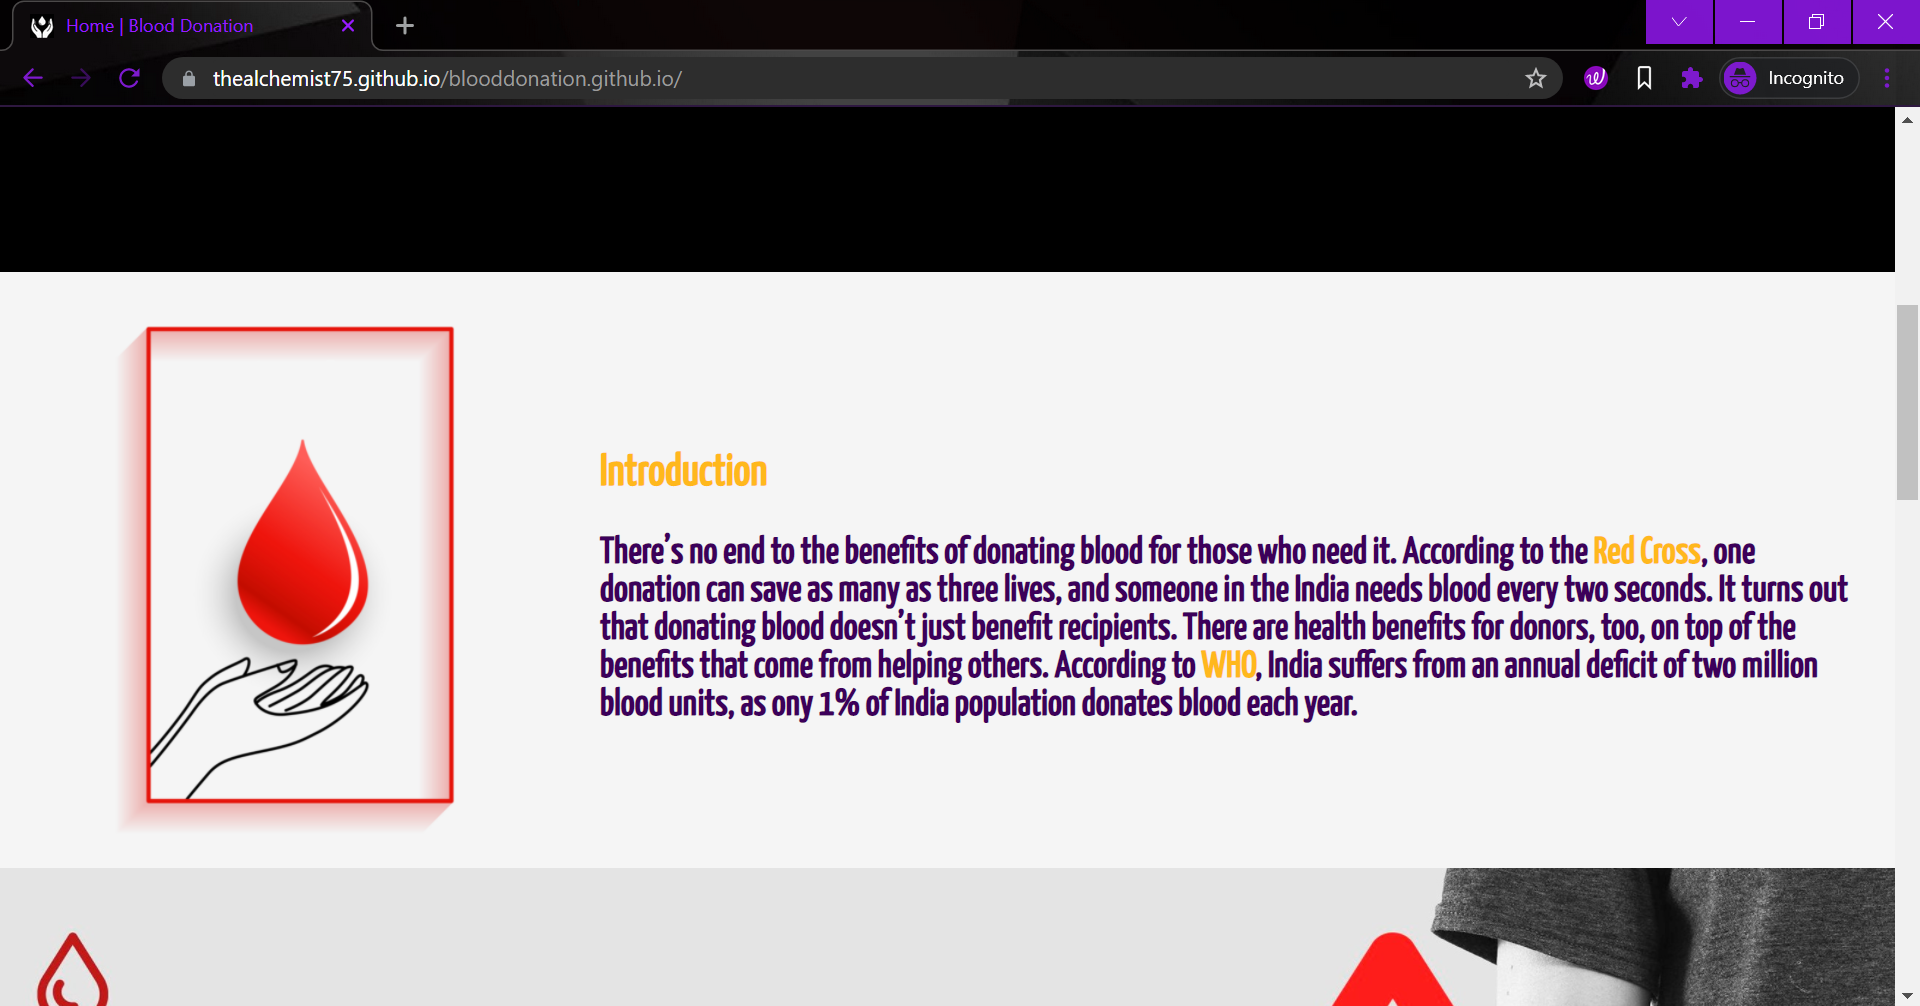 Home | Blood Donation
thealchemist75.github.io/blooddonation.github.io/
Incognito
Introduction
There's no end to the benefits of donating blood for those who need it. According to the Red Cross, one
donation can save as many as three lives, and someone in the India needs blood every two seconds. It turns out
that donating blood doesn't just benefit recipients. There are health benefits for donors, too, on top of the
benefits that come from helping others. According to WHO, India suffers from an annual deficit of two million
blood units, as ony 1% of India population donates blood each year.